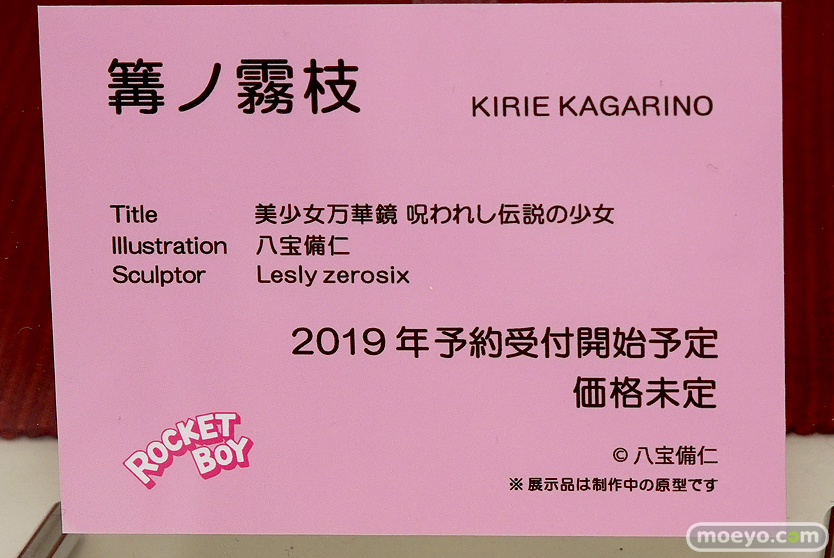 篝ノ霧枝
KIRIE KAGARINO
Title 美少女万華鏡 呪われし伝説の少女
Illustration 八宝備仁
Sculptor Lesly zerosix
2019年予約受付開始予定
価格未定
ROCKET
BOY
© 八宝備仁
※ 展示品は制作中の原型です
moeyo.com